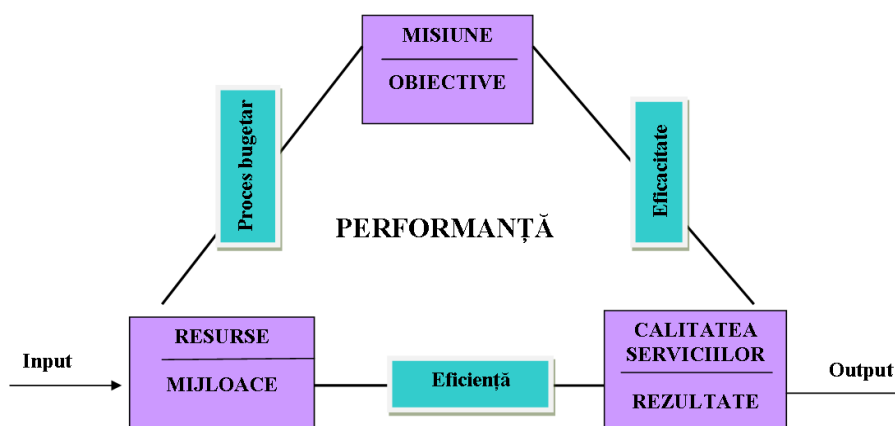 MISIUNE
OBIECTIVE
Proces bugetar
Eficacitate
PERFORMANȚĂ
RESURSE
MIJLOACE
CALITATEA
SERVICIILOR
REZULTATE
Input
Eficiență
Output